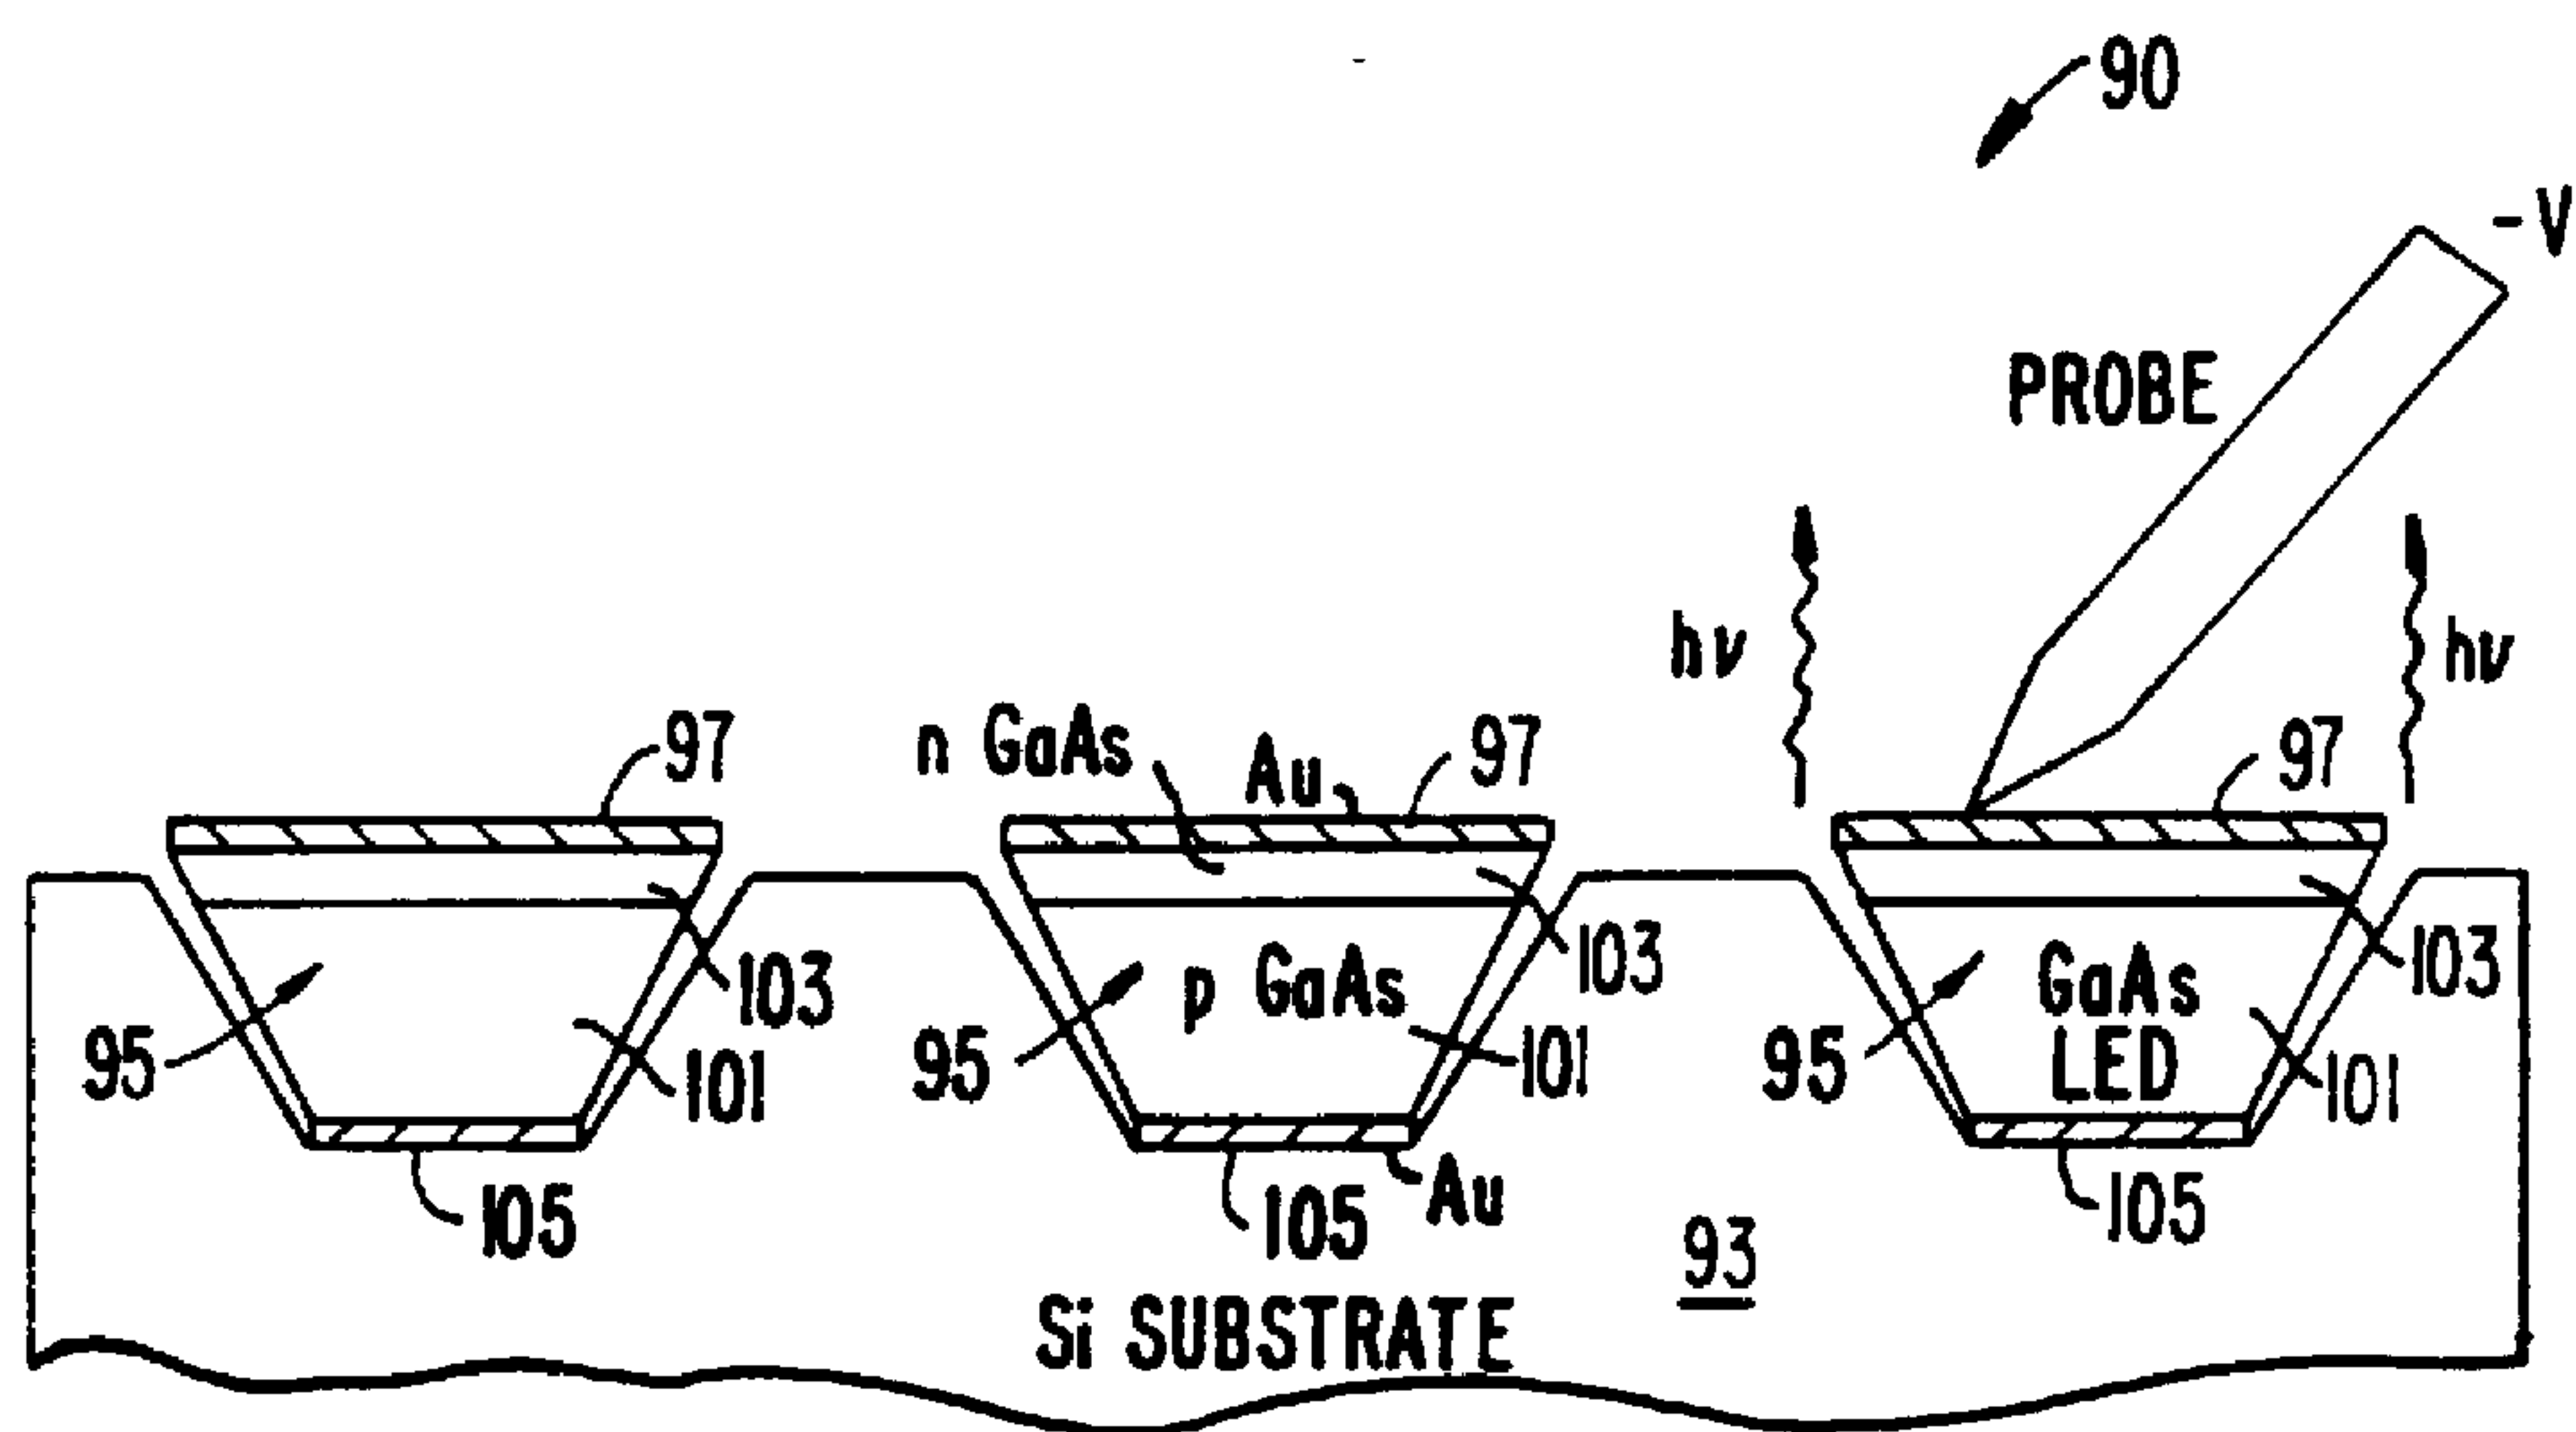 90
-V
PROBE
hν
hν
97
n GaAs
Au
97
97
103
103
103
95
p GaAs
95
GaAs
LED
95
101
101
101
105
105
Au
105
93
Si SUBSTRATE